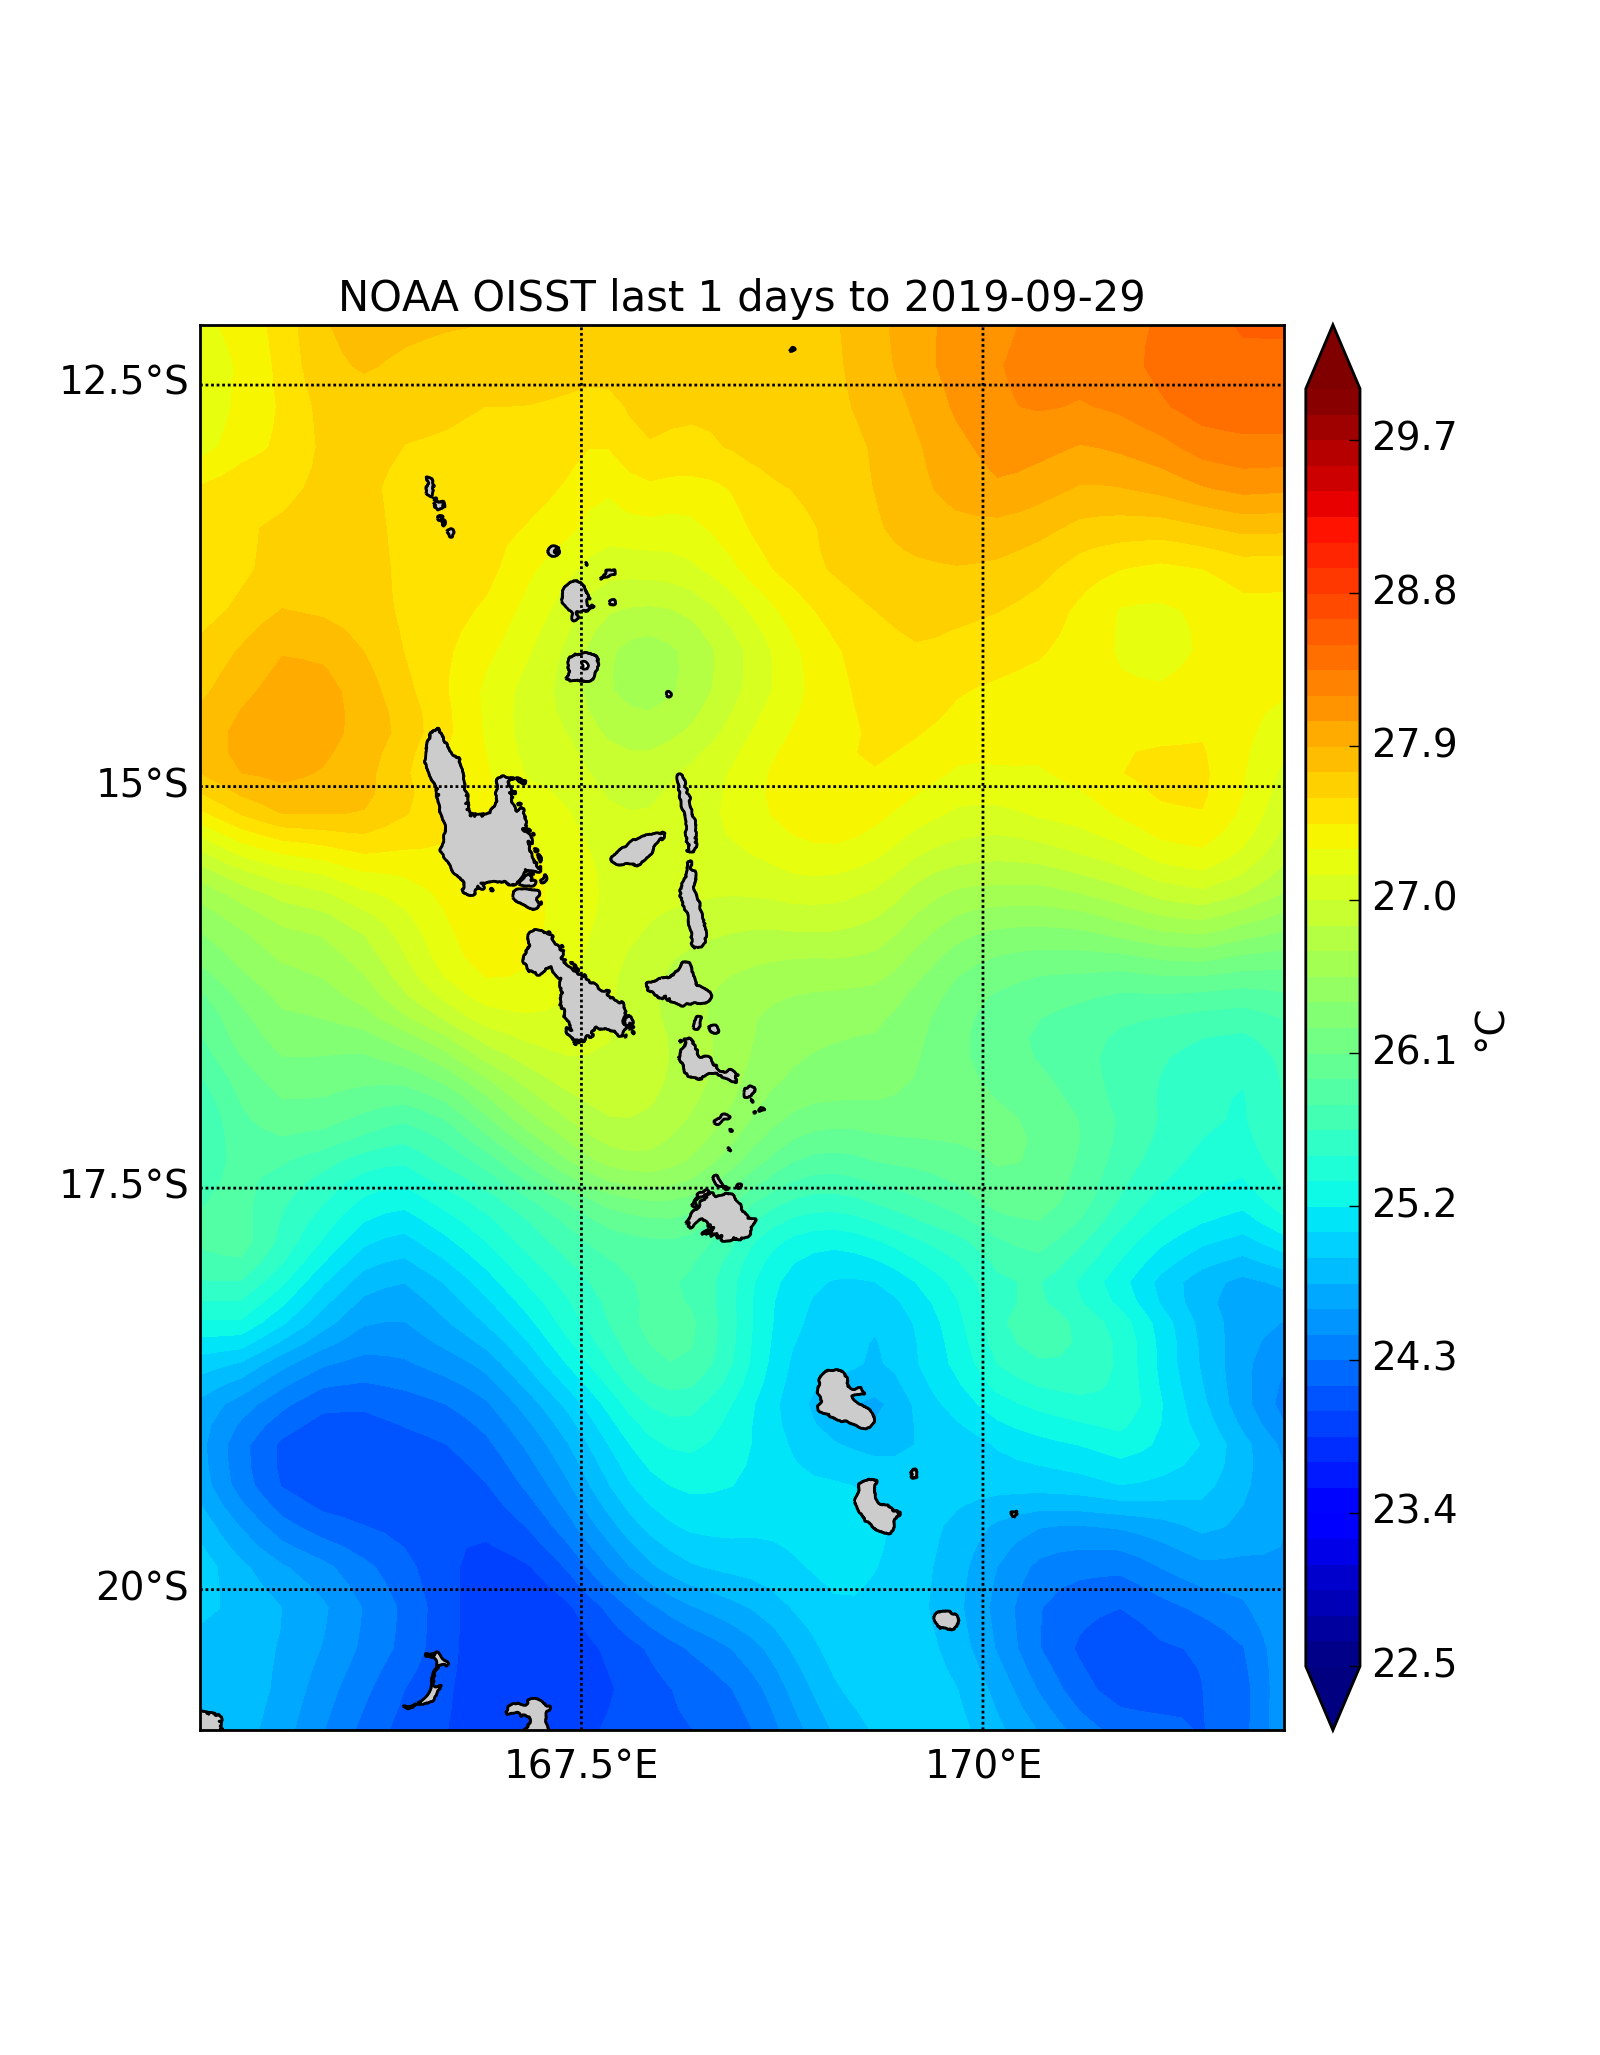 NOAA OISST last 1 days to 2019-09-29
12.5°S
15°S
17.5°S
20°S
167.5°E
170°E
29.7
28.8
27.9
27.0
26.1
25.2
24.3
23.4
22.5
°C